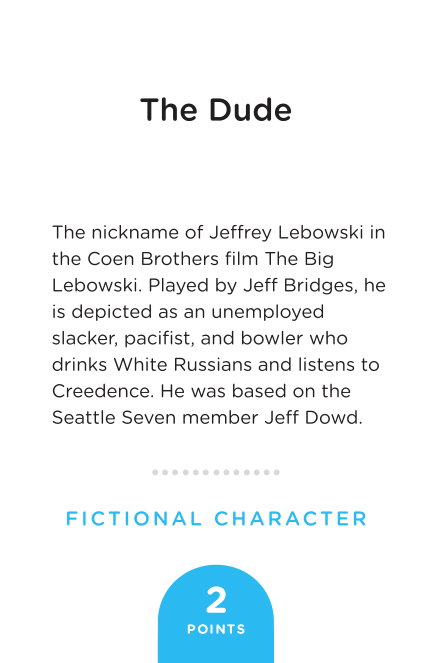 The Dude
The nickname of Jeffrey Lebowski in
the Coen Brothers film The Big
Lebowski. Played by Jeff Bridges, he
is depicted as an unemployed
slacker, pacifist, and bowler who
drinks White Russians and listens to
Creedence. He was based on the
Seattle Seven member Jeff Dowd.
FICTIONAL CHARACTER
2
POINTS